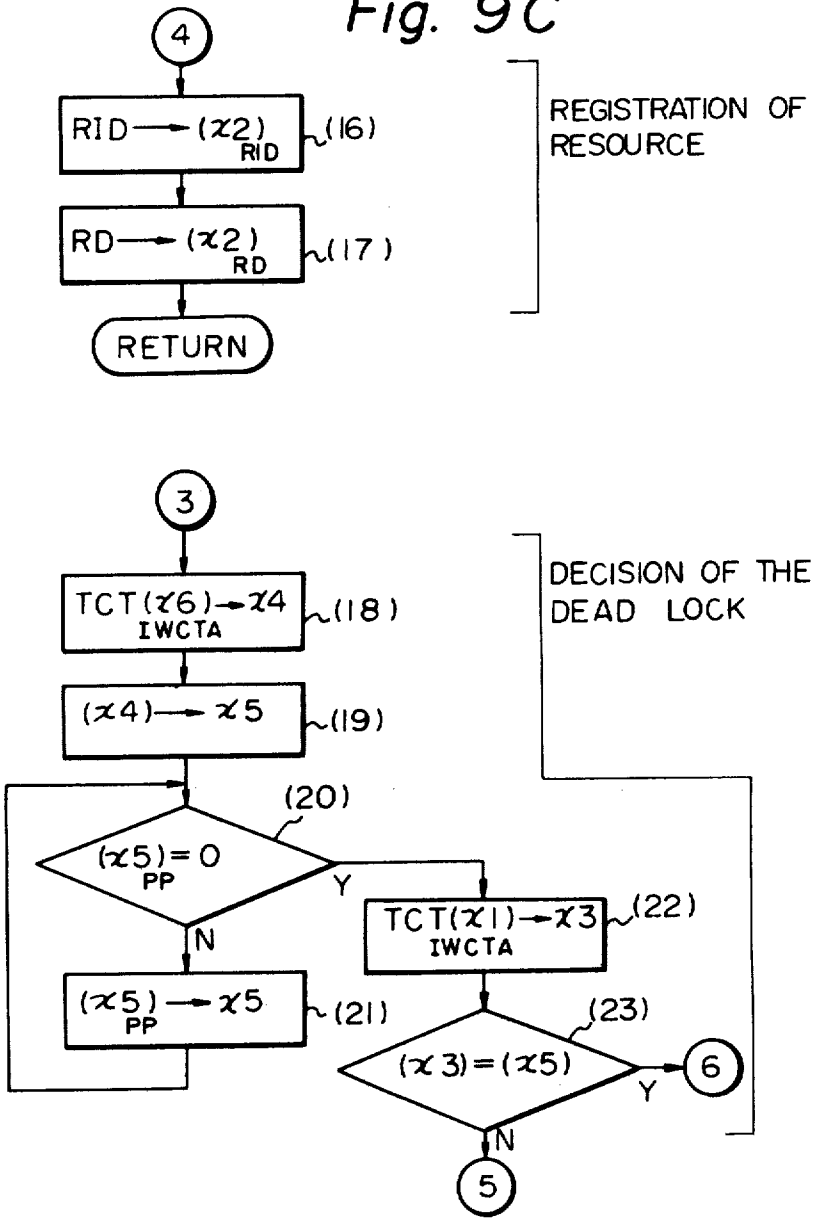 Fig. 9C
4
RID → (x2) RID
(16)
REGISTRATION OF
RESOURCE
RD → (x2) RD
(17)
RETURN
3
TCT(x6) → x4
IWCTA
(18)
DECISION OF THE
DEAD LOCK
(x4) → x5
(19)
(20)
(x5) = 0
PP
Y
N
TCT(x1) → x3
IWCTA
(22)
(x5) → x5
PP
(21)
(23)
(x3) = (x5)
Y
6
N
5